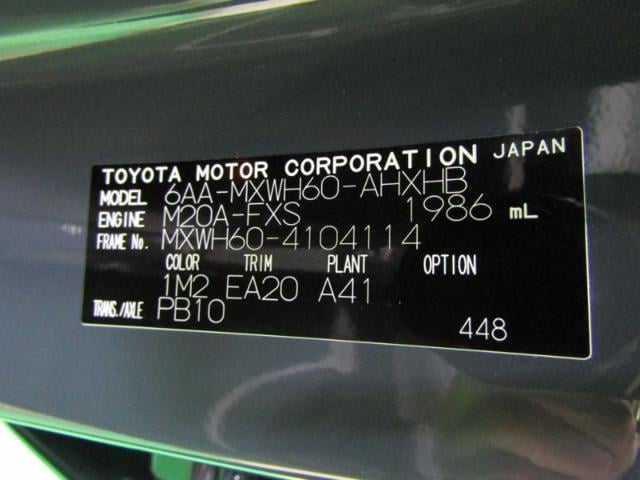 TOYOTA MOTOR CORPORATION JAPAN
MODEL 6AA-MXWH60-AHXHB
ENGINE M20A-FXS 1986 mL
FRAME No. MXWH60-4104114
COLOR TRIM PLANT OPTION
1M2 EA20 A41
TRANS./AXLE PB10
448